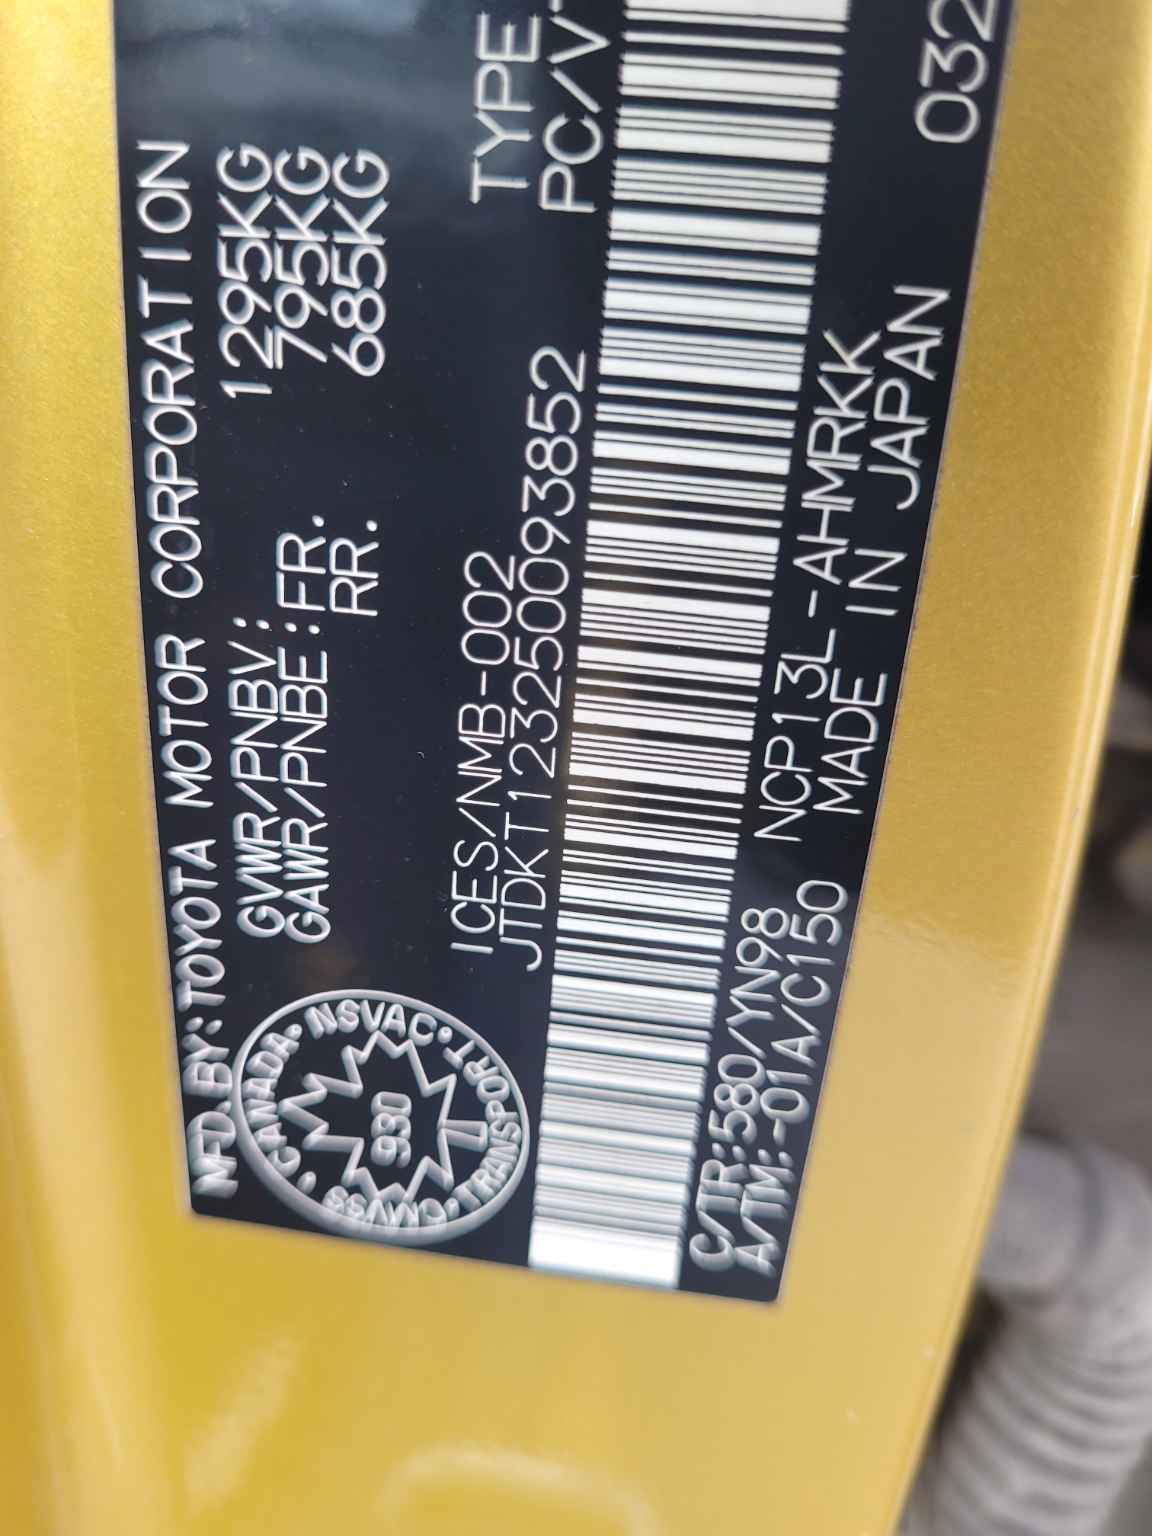 MFD.BY:TOYOTA MOTOR CORPORATION
GVWR/PNBV: 1295KG
GAWR/PNBE:FR. 795KG
RR. 685KG
CANADA • NSVAC • TRANSPORT • CMVSS •
930
ICES/NMB-002 TYPE
JTDKT123250093852 PC/V
C/TR:580/YN98 NCP13L-AHMRKK 032
A/TM:-01A/C150 MADE IN JAPAN